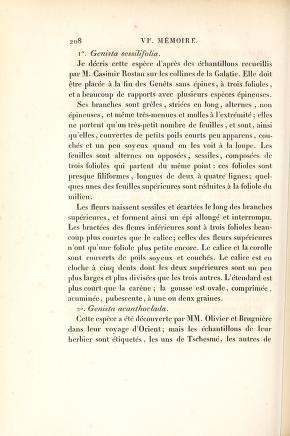 208 VIe. MÉMOIRE.
1°. Genista sessilifolia.
Je décris cette espèce d'après des échantillons recueillis
par M. Casimir Rostan sur les collines de la Galatie. Elle doit
être placée à la fin des Genêts sans épines, à trois folioles,
et a beaucoup de rapports avec plusieurs espèces épineuses.
Ses branches sont grêles, striées en long, alternes, non
épineuses, et même très-menues et molles à l'extrémité; elles
ne portent qu'un très-petit nombre de feuilles, et sont, ainsi
qu'elles, couvertes de petits poils courts peu apparens, cou-
chés et un peu soyeux quand on les voit à la loupe. Les
feuilles sont alternes ou opposées, sessiles, composées de
trois folioles qui partent du même point: ces folioles sont
presque filiformes, longues de deux à quatre lignes; quel-
ques unes des feuilles supérieures sont réduites à la foliole du
milieu.
Les fleurs naissent sessiles et écartées le long des branches
supérieures, et forment ainsi un épi allongé et interrompu.
Les bractées des fleurs inférieures sont à trois folioles beau-
coup plus courtes que le calice; celles des fleurs supérieures
n'ont qu'une foliole plus petite encore. Le calice et la corolle
sont couverts de poils soyeux et couchés. Le calice est en
cloche à cinq dents dont les deux supérieures sont un peu
plus larges et plus divisées que les trois autres. L'étendard est
plus court que la carène; la gousse est ovale, comprimée,
acuminée, pubescente, à une ou deux graines.
2°. Genista acanthoclada.
Cette espèce a été découverte par MM. Olivier et Brugnière
dans leur voyage d'Orient; mais les échantillons de leur
herbier sont étiquetés, les uns de Tschesmé, les autres de